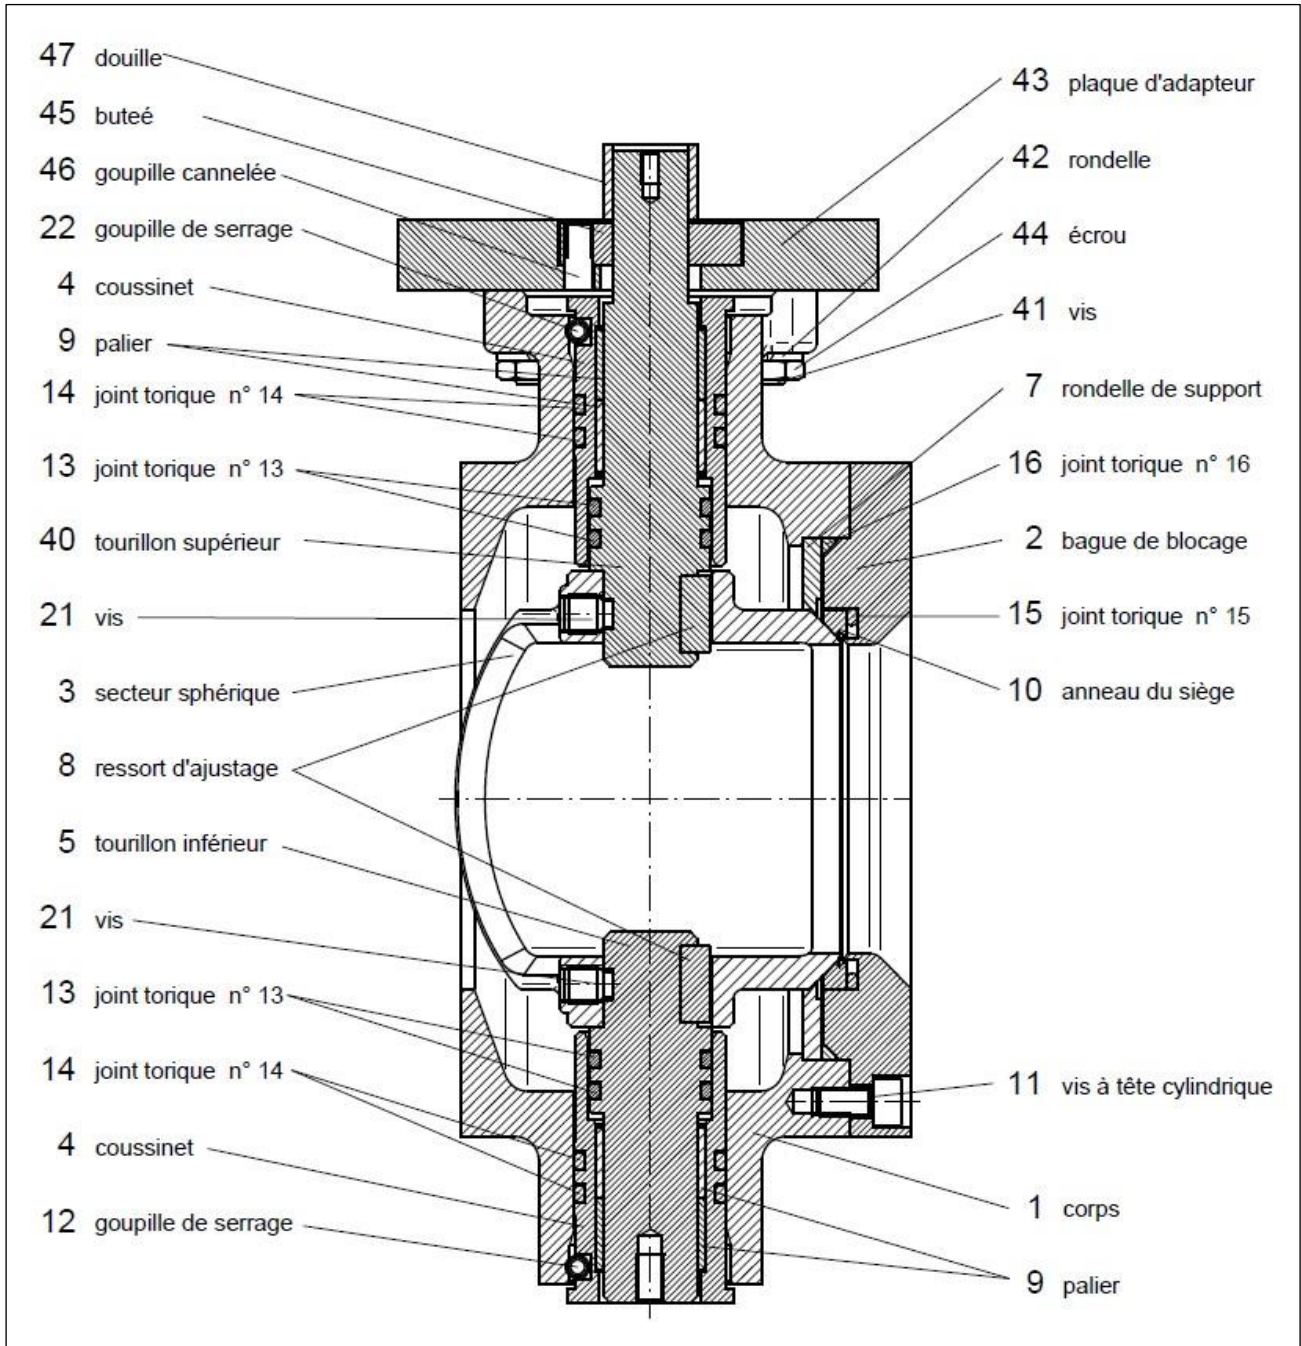 47 douille
45 buteé
46 goupille cannelée
22 goupille de serrage
4 coussinet
9 palier
14 joint torique n° 14
13 joint torique n° 13
40 tourillon supérieur
21 vis
3 secteur sphérique
8 ressort d'ajustage
5 tourillon inférieur
21 vis
13 joint torique n° 13
14 joint torique n° 14
4 coussinet
12 goupille de serrage
43 plaque d'adapteur
42 rondelle
44 écrou
41 vis
7 rondelle de support
16 joint torique n° 16
2 bague de blocage
15 joint torique n° 15
10 anneau du siège
11 vis à tête cylindrique
1 corps
9 palier